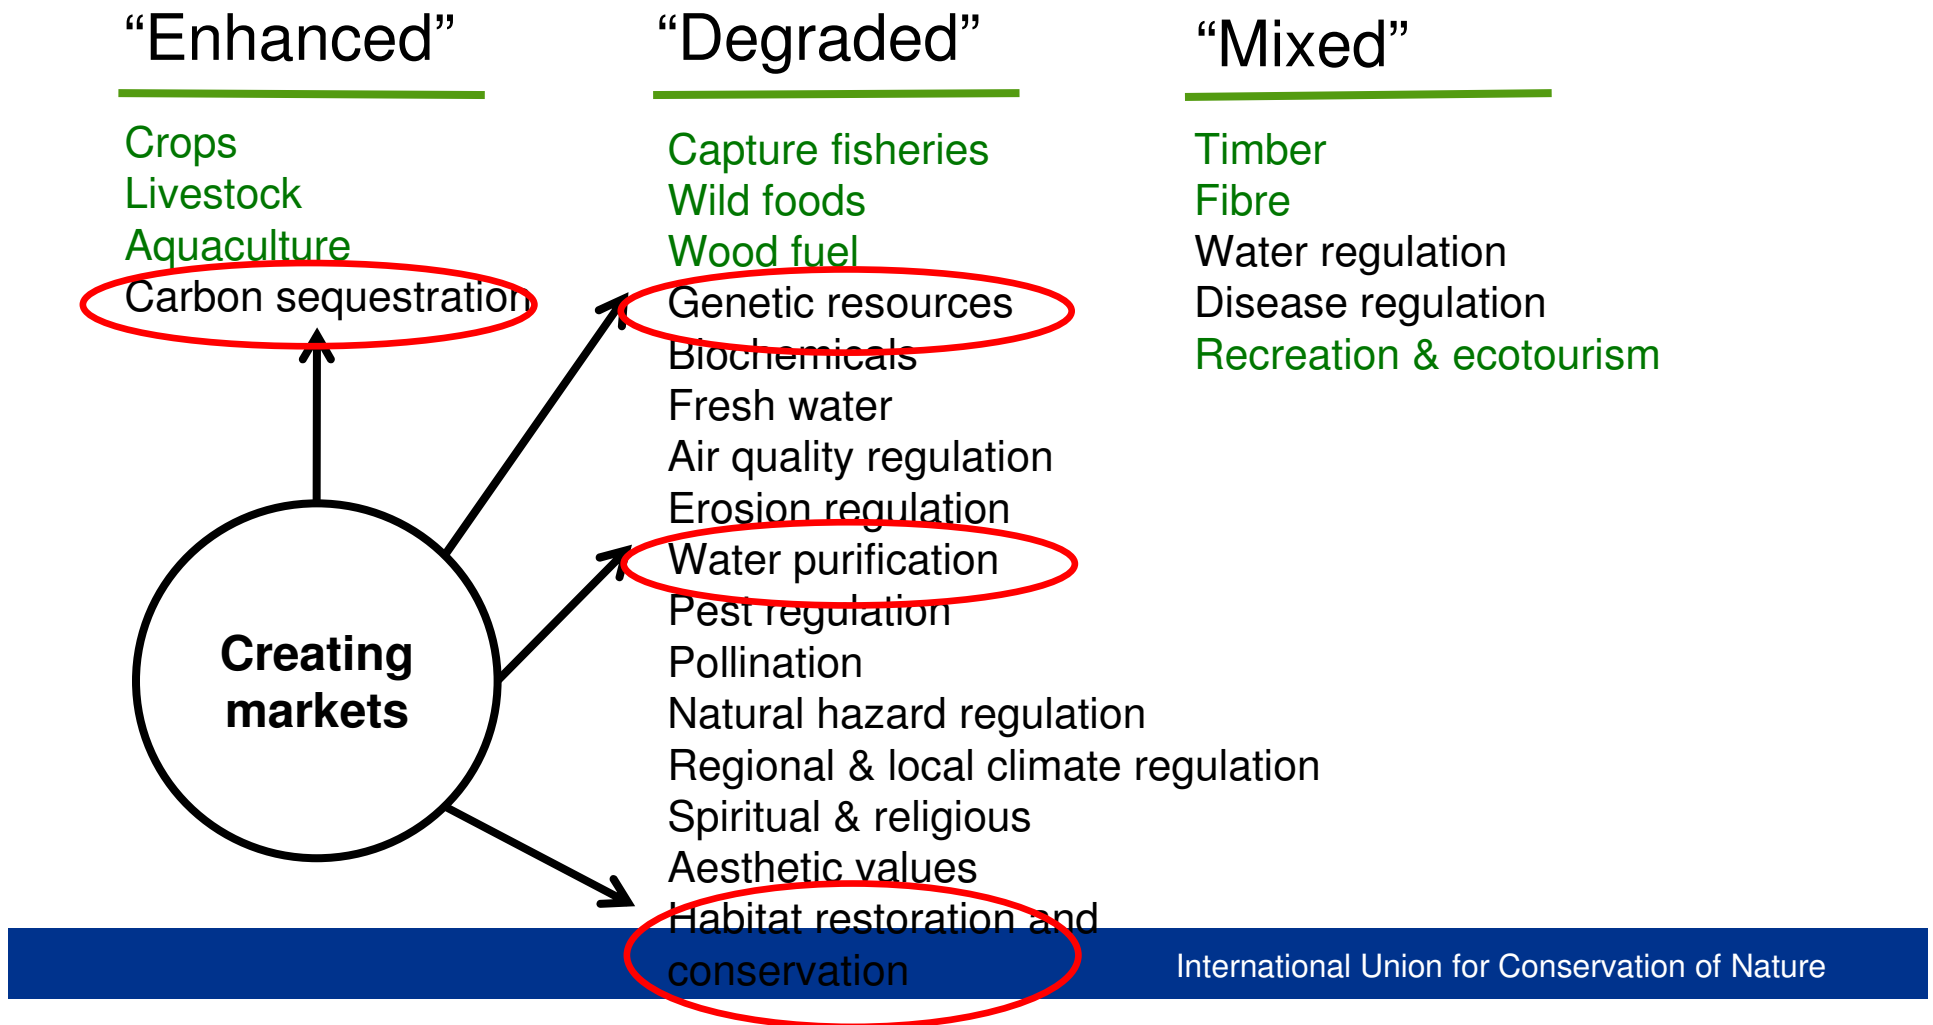 “Enhanced”
Crops
Livestock
Aquaculture
Carbon sequestration
Creating
markets
“Degraded”
Capture fisheries
Wild foods
Wood fuel
Genetic resources
Biochemicals
Fresh water
Air quality regulation
Erosion regulation
Water purification
Pest regulation
Pollination
Natural hazard regulation
Regional & local climate regulation
Spiritual & religious
Aesthetic values
Habitat restoration and
conservation
“Mixed”
Timber
Fibre
Water regulation
Disease regulation
Recreation & ecotourism
International Union for Conservation of Nature